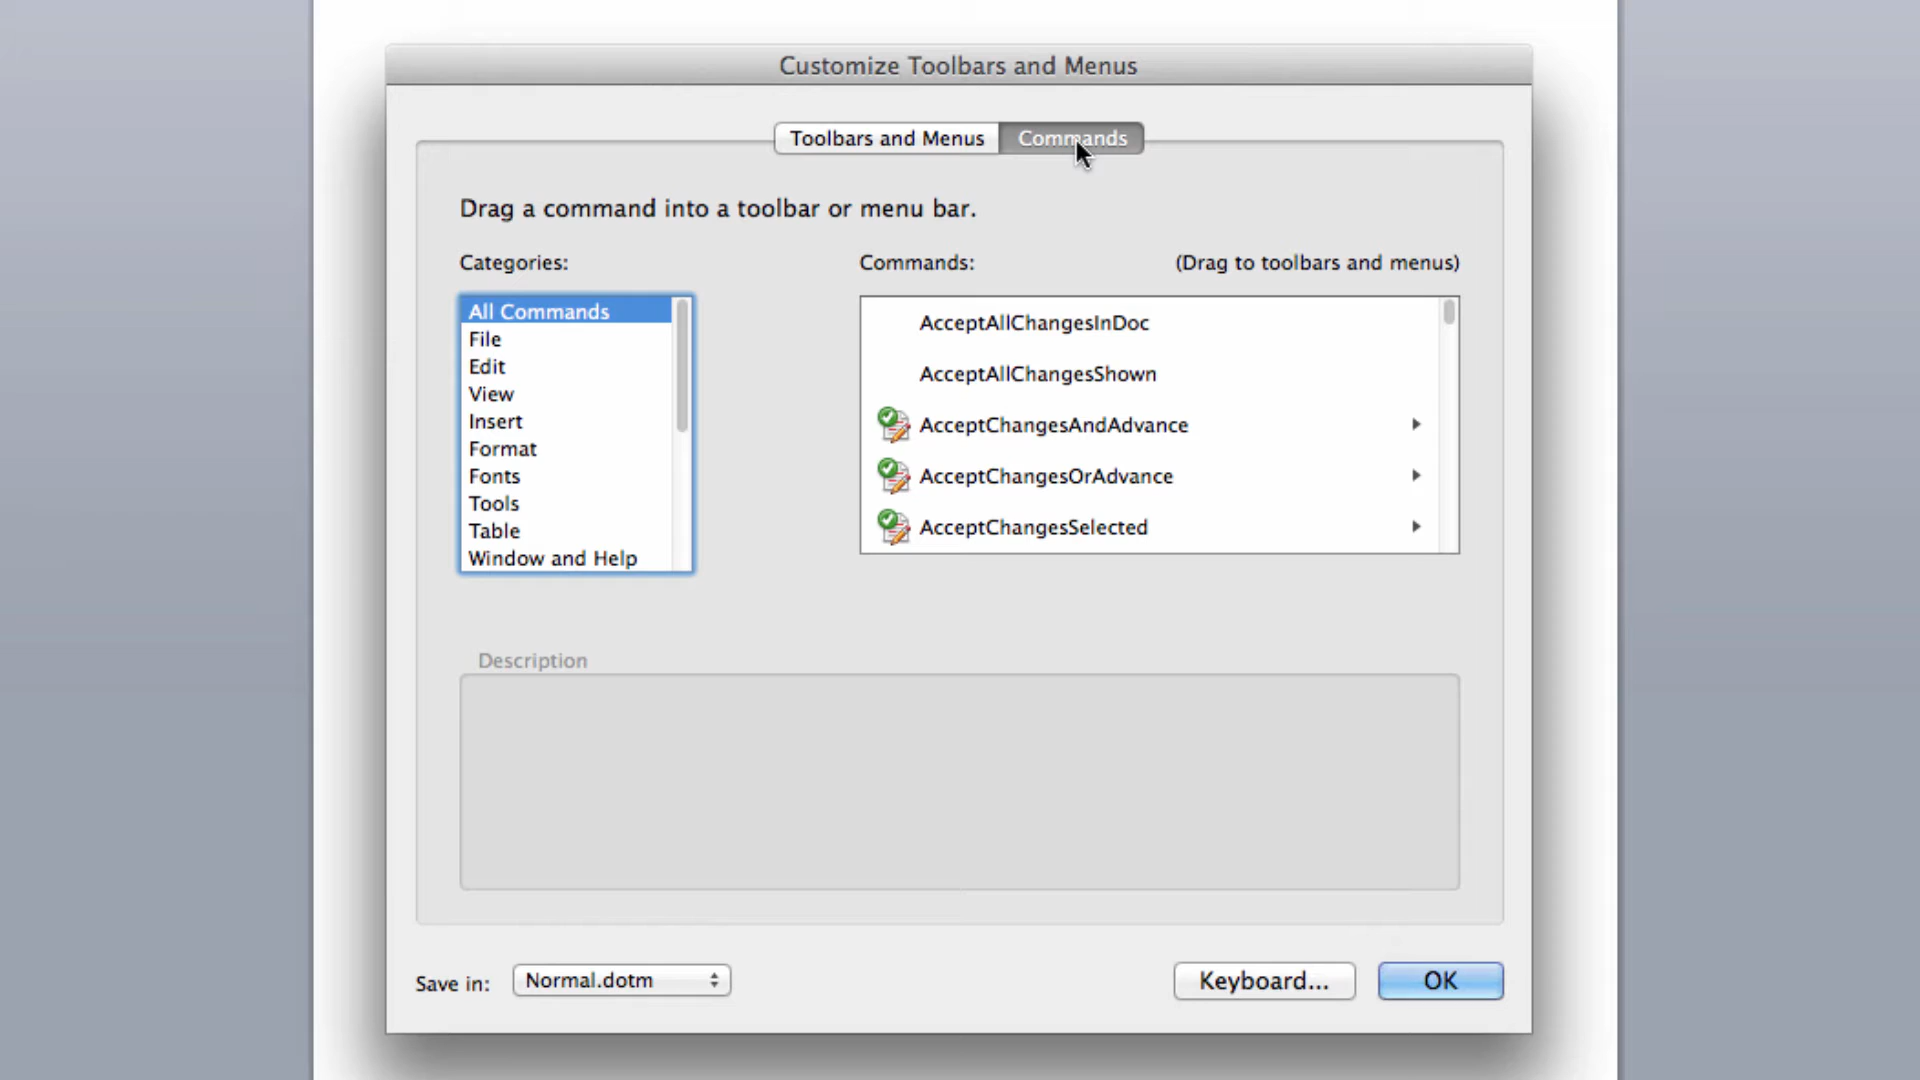 Customize Toolbars and Menus
Toolbars and Menus
Commands
Drag a command into a toolbar or menu bar.
Categories:
Commands:
(Drag to toolbars and menus)
All Commands
File
Edit
View
Insert
Format
Fonts
Tools
Table
Window and Help
AcceptAllChangesInDoc
AcceptAllChangesShown
AcceptChangesAndAdvance
AcceptChangesOrAdvance
AcceptChangesSelected
Description
Save in:
Normal.dotm
Keyboard...
OK